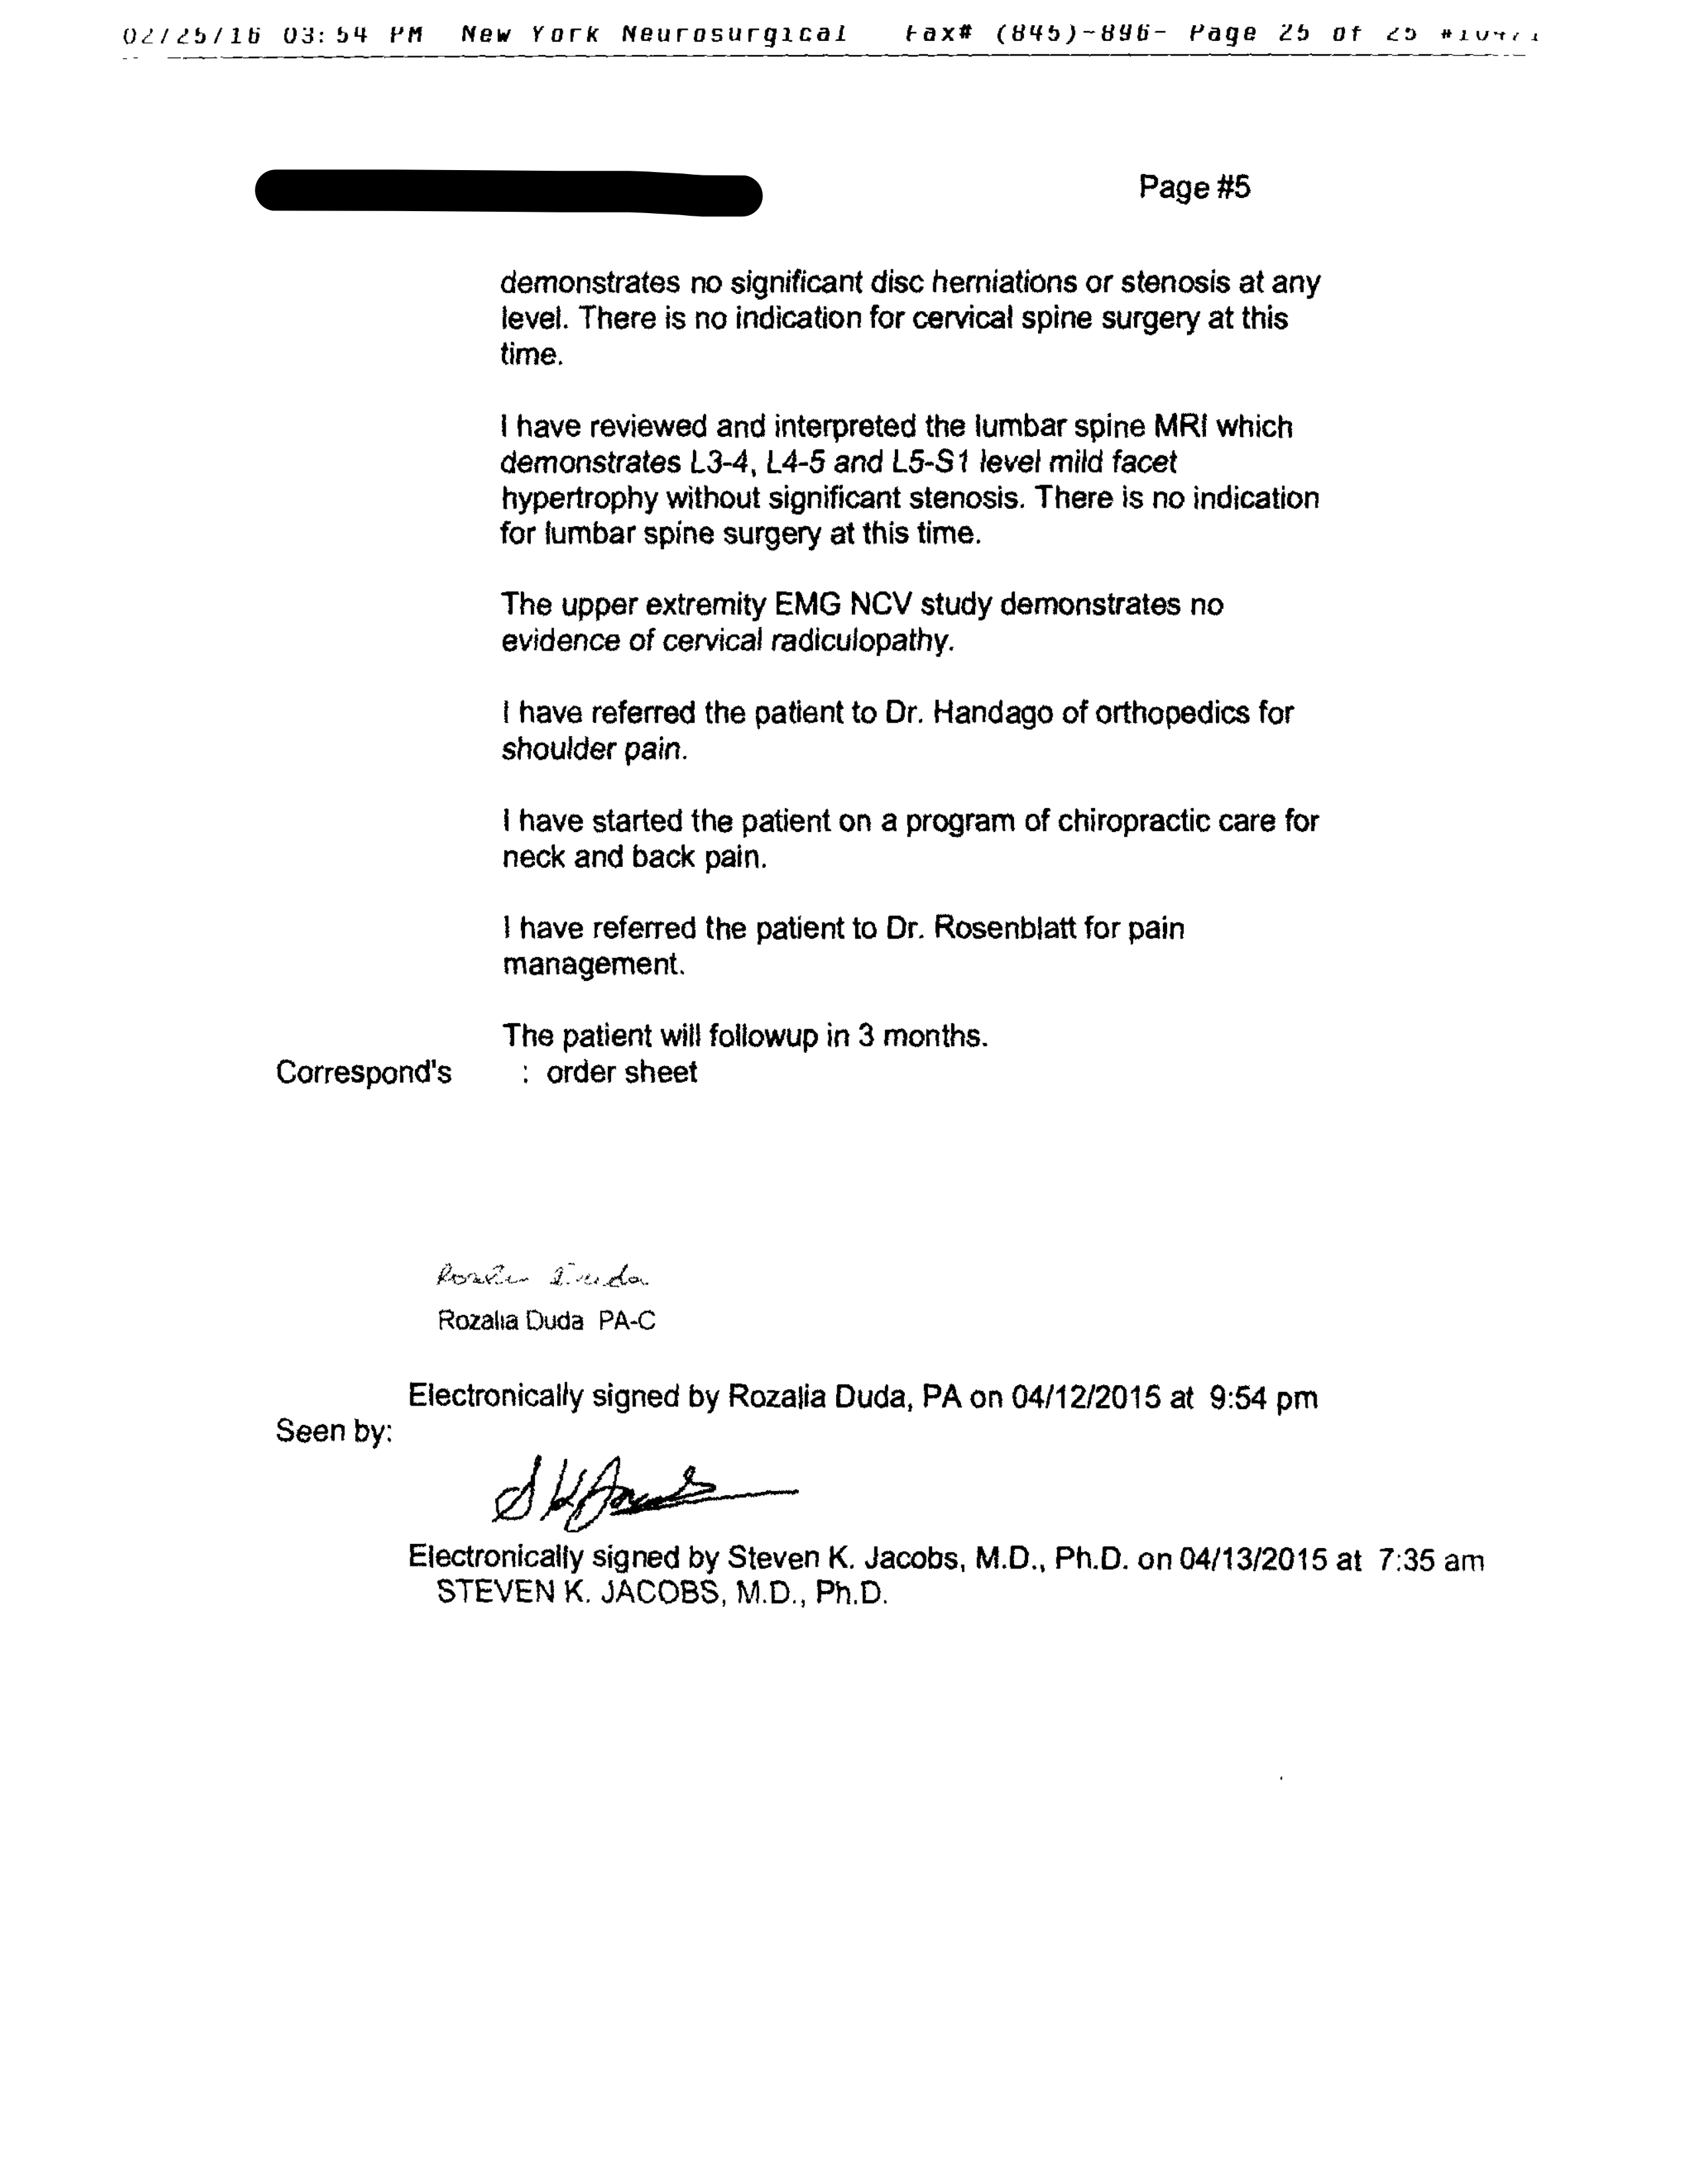 02/25/16 03:54 PM New York Neurosurgical Fax# (845)-896- Page 25 of 25
Page #5
demonstrates no significant disc herniations or stenosis at any
level. There is no indication for cervical spine surgery at this
time.
I have reviewed and interpreted the lumbar spine MRI which
demonstrates L3-4, L4-5 and L5-S1 level mild facet
hypertrophy without significant stenosis. There is no indication
for lumbar spine surgery at this time.
The upper extremity EMG NCV study demonstrates no
evidence of cervical radiculopathy.
I have referred the patient to Dr. Handago of orthopedics for
shoulder pain.
I have started the patient on a program of chiropractic care for
neck and back pain.
I have referred the patient to Dr. Rosenblatt for pain
management.
The patient will followup in 3 months.
Correspond's : order sheet
Duda
Rozalia Duda PA-C
Electronically signed by Rozalia Duda, PA on 04/12/2015 at 9:54 pm
Seen by:
Electronically signed by Steven K. Jacobs, M.D., Ph.D. on 04/13/2015 at 7:35 am
STEVEN K. JACOBS, M.D., Ph.D.